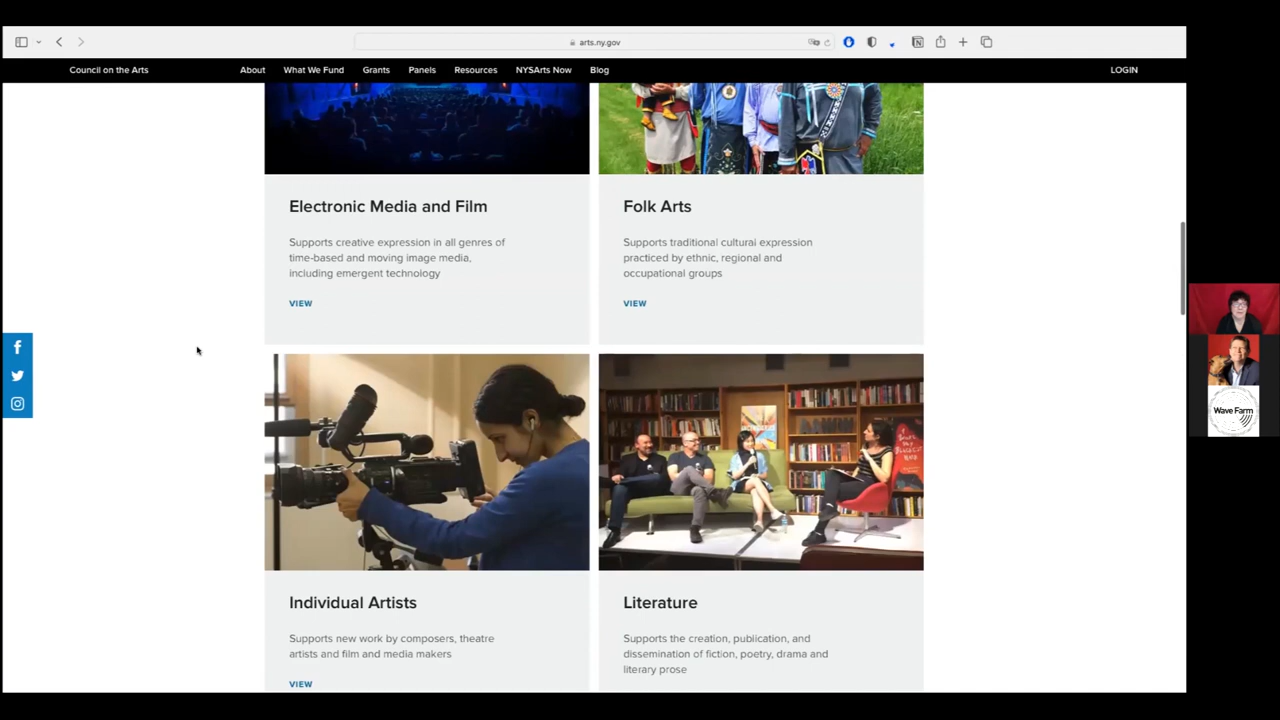 arts.ny.gov
Council on the Arts
About
What We Fund
Grants
Panels
Resources
NYSArts Now
Blog
LOGIN
Electronic Media and Film
Supports creative expression in all genres of
time-based and moving image media,
including emergent technology
VIEW
Folk Arts
Supports traditional cultural expression
practiced by ethnic, regional and
occupational groups
VIEW
Individual Artists
Supports new work by composers, theatre
artists and film and media makers
VIEW
Literature
Supports the creation, publication, and
dissemination of fiction, poetry, drama and
literary prose
Wave Farm